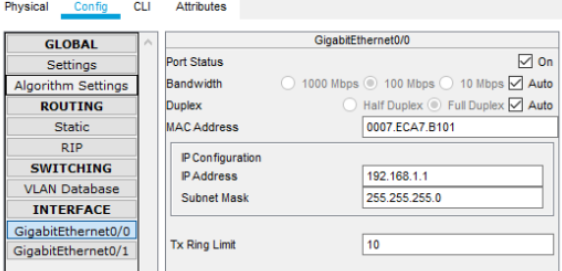 Physical Config CLI Attributes
GLOBAL
Settings
Algorithm Settings
ROUTING
Static
RIP
SWITCHING
VLAN Database
INTERFACE
GigabitEthernet0/0
GigabitEthernet0/1
GigabitEthernet0/0
Port Status On
Bandwidth 1000 Mbps 100 Mbps 10 Mbps Auto
Duplex Half Duplex Full Duplex Auto
MAC Address 0007.ECA7.B101
IP Configuration
IP Address 192.168.1.1
Subnet Mask 255.255.255.0
Tx Ring Limit 10